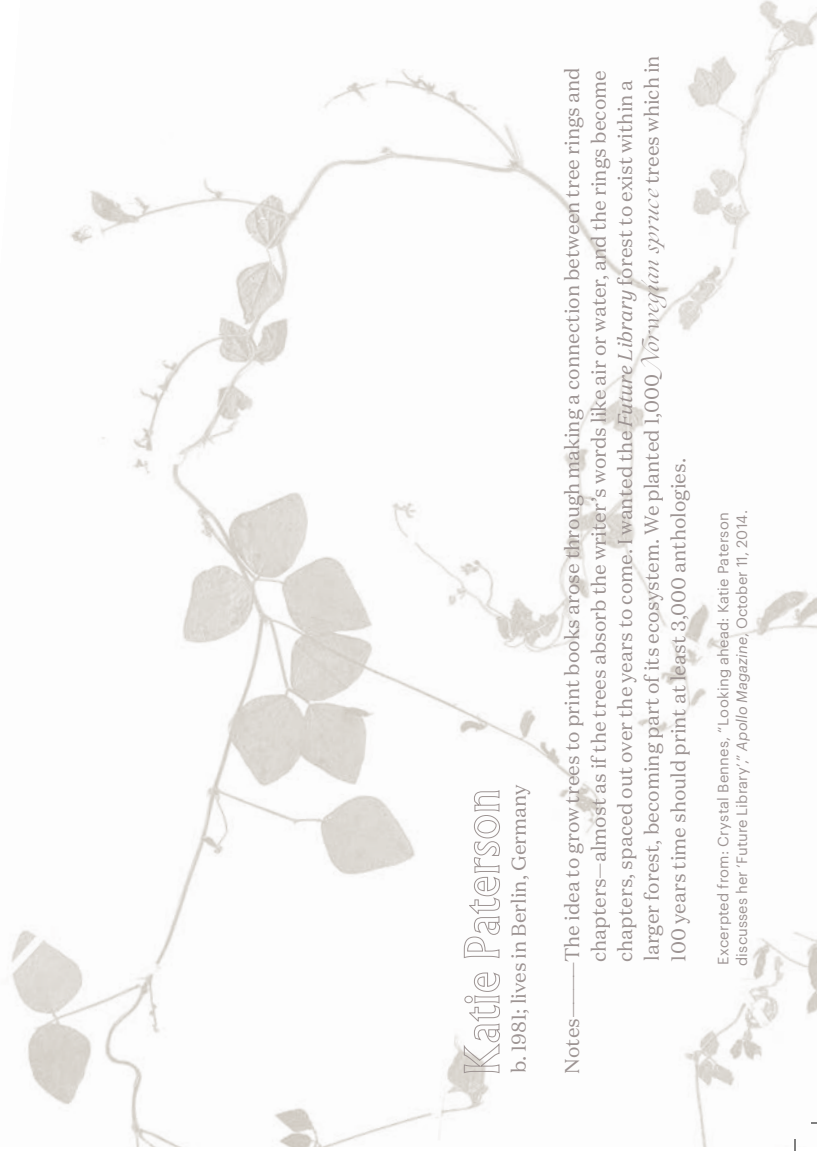 Katie Paterson
b. 1981; lives in Berlin, Germany
Notes——The idea to grow trees to print books arose through making a connection between tree rings and
chapters—almost as if the trees absorb the writer's words like air or water, and the rings become
chapters, spaced out over the years to come. I wanted the Future Library forest to exist within a
larger forest, becoming part of its ecosystem. We planted 1,000 Norwegian spruce trees which in
100 years time should print at least 3,000 anthologies.
Excerpted from: Crystal Bennes, “Looking ahead: Katie Paterson
discusses her ‘Future Library’,” Apollo Magazine, October 11, 2014.